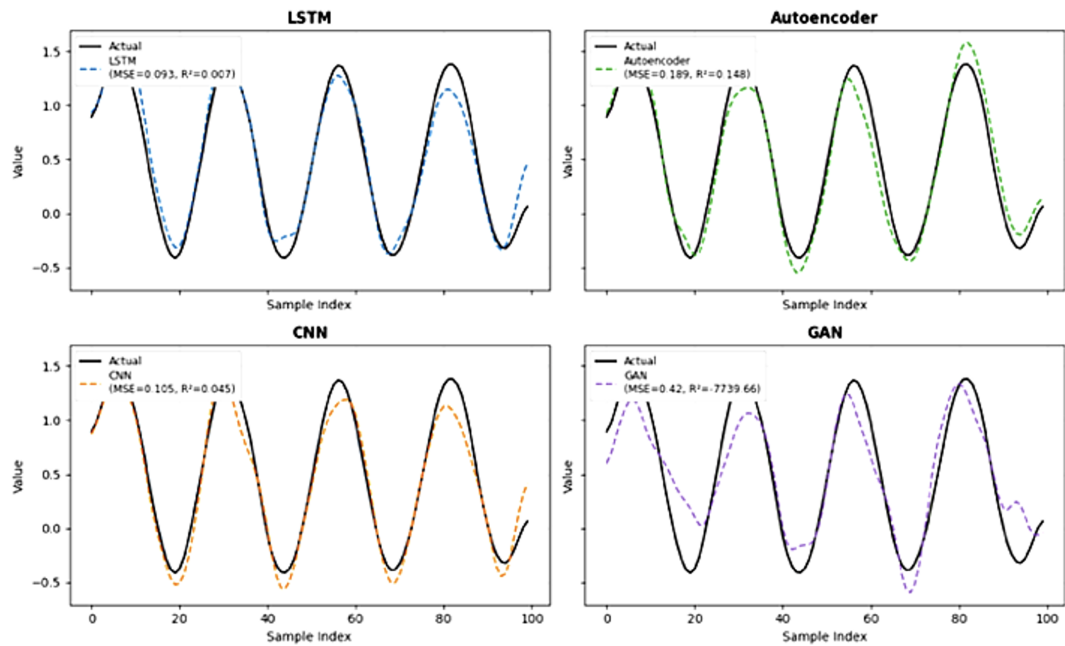 LSTM
1.5
1.0
0.5
0.0
−0.5
Value
Actual
LSTM
(MSE=0.093, R²=0.007)
Sample Index
Autoencoder
Value
Actual
Autoencoder
(MSE=0.189, R²=0.148)
Sample Index
CNN
1.5
1.0
0.5
0.0
−0.5
Value
Actual
CNN
(MSE=0.105, R²=0.045)
0 20 40 60 80 100
Sample Index
GAN
Value
Actual
GAN
(MSE=0.42, R²=-7739.66)
0 20 40 60 80 100
Sample Index